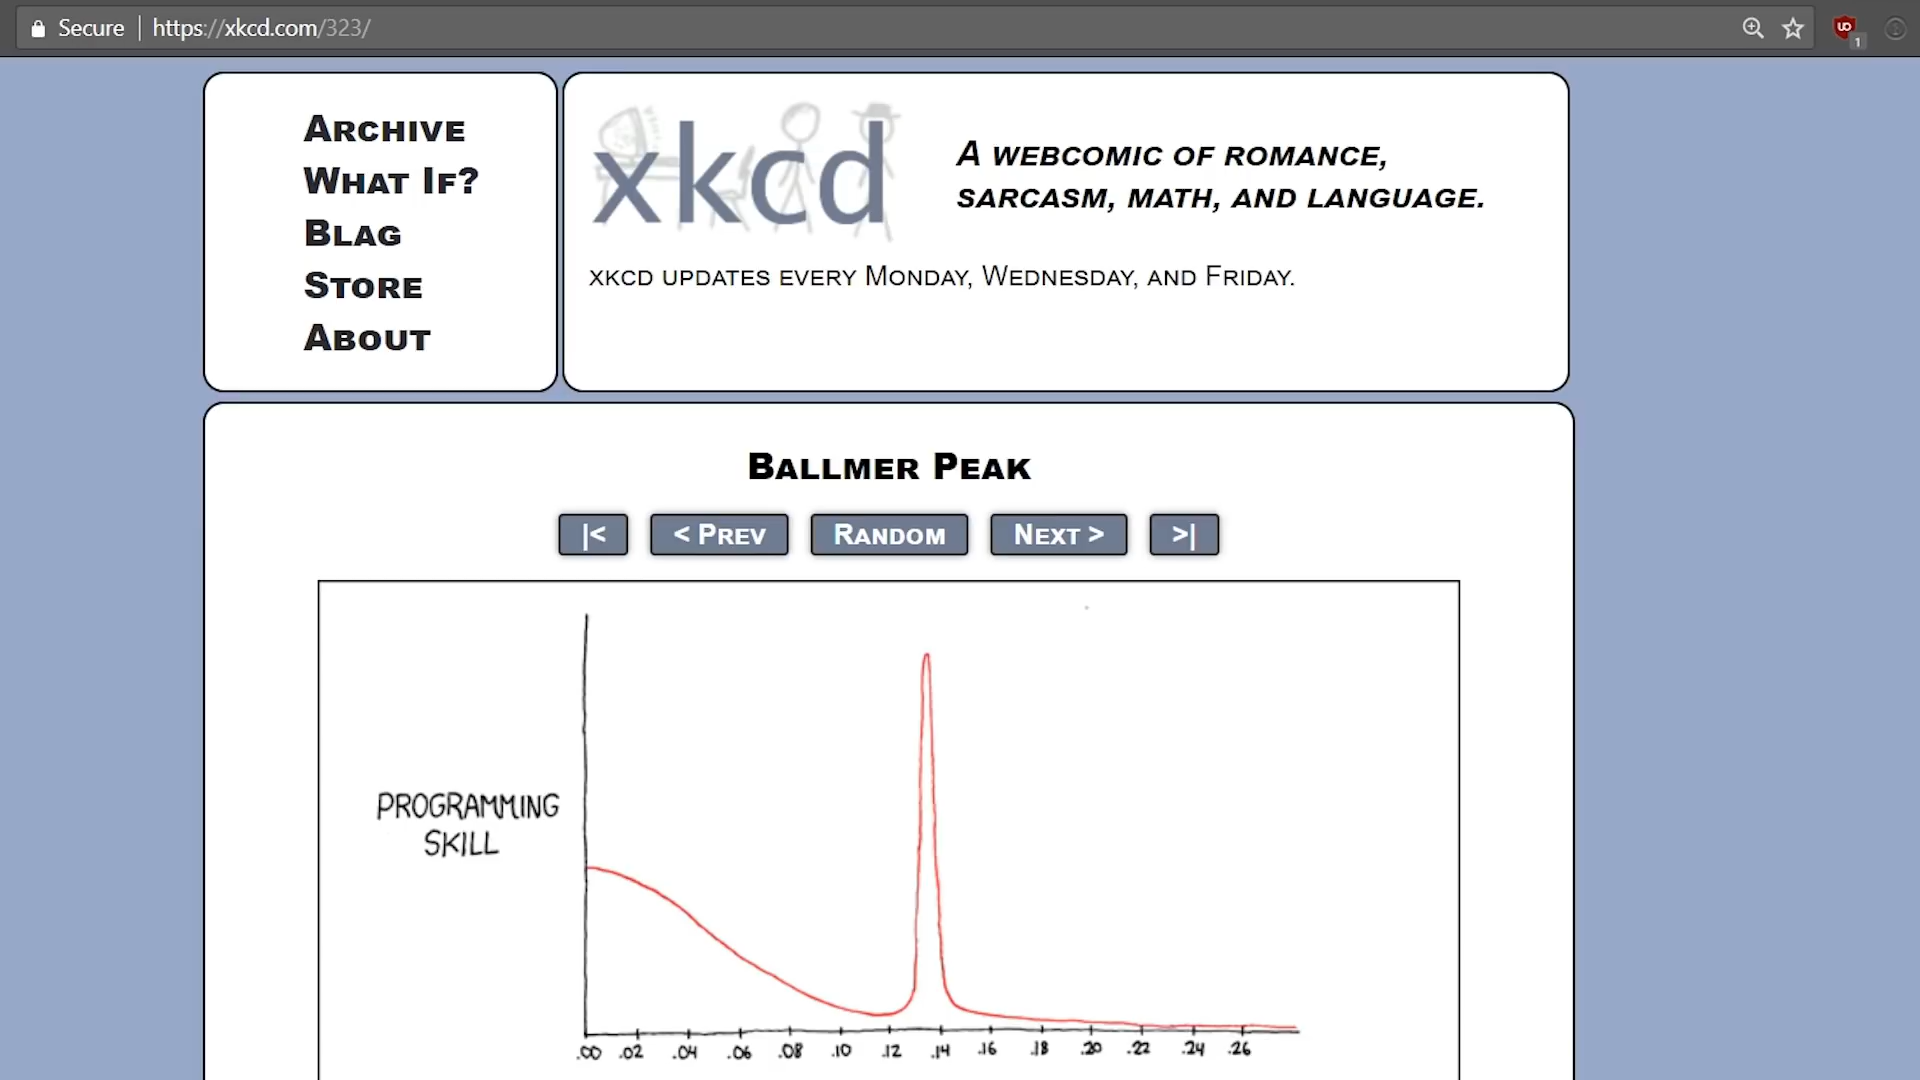 Secure https://xkcd.com/323/
1
Archive
What If?
Blag
Store
About
xkcd
A webcomic of romance,
sarcasm, math, and language.
xkcd updates every Monday, Wednesday, and Friday.
Ballmer Peak
|<
< Prev
Random
Next >
>|
PROGRAMMING
SKILL
.00 .02 .04 .06 .08 .10 .12 .14 .16 .18 .20 .22 .24 .26